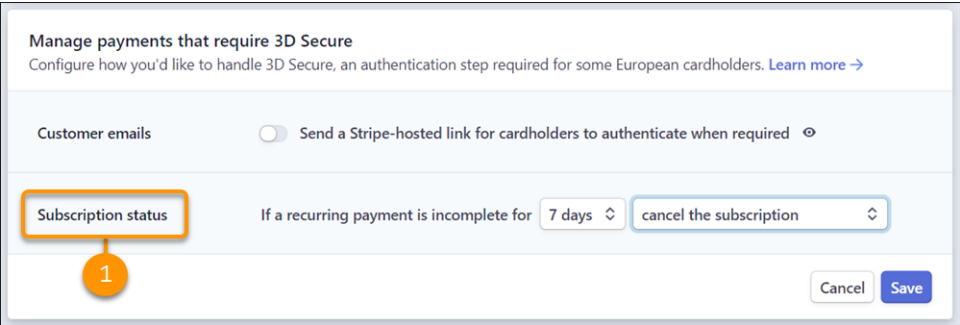 Manage payments that require 3D Secure
Configure how you'd like to handle 3D Secure, an authentication step required for some European cardholders. Learn more →
Customer emails Send a Stripe-hosted link for cardholders to authenticate when required
Subscription status If a recurring payment is incomplete for 7 days cancel the subscription
1
Cancel Save